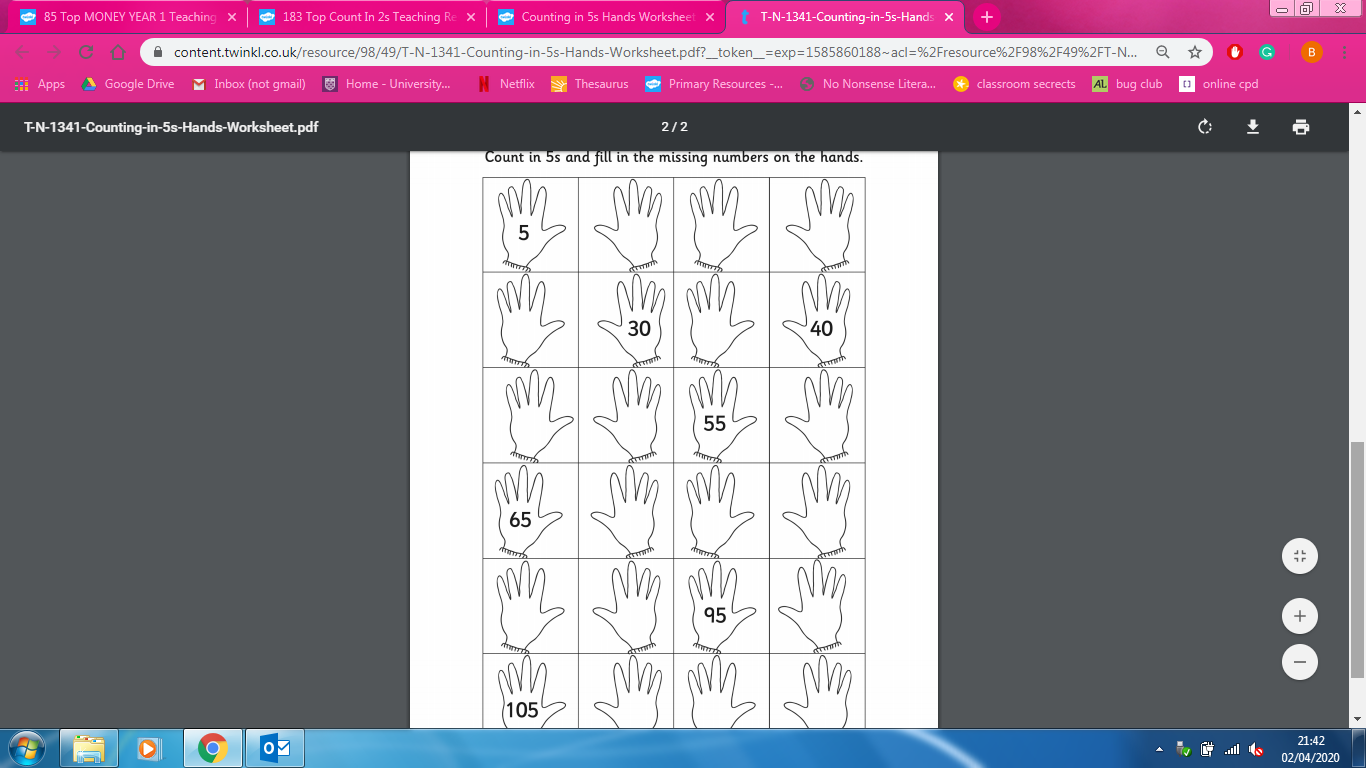 85 Top MONEY YEAR 1 Teaching
183 Top Count In 2s Teaching Re
Counting in 5s Hands Worksheet
T-N-1341-Counting-in-5s-Hands
content.twinkl.co.uk/resource/98/49/T-N-1341-Counting-in-5s-Hands-Worksheet.pdf?__token__=exp=1585860188~acl=%2Fresource%2F98%2F49%2FT-N...
B
Apps Google Drive Inbox (not gmail) Home - University... Netflix Thesaurus Primary Resources -... No Nonsense Litera... classroom secrects AL bug club online cpd
T-N-1341-Counting-in-5s-Hands-Worksheet.pdf
2 / 2
Count in 5s and fill in the missing numbers on the hands.
5
30 40
55
65
95
105
21:42
02/04/2020